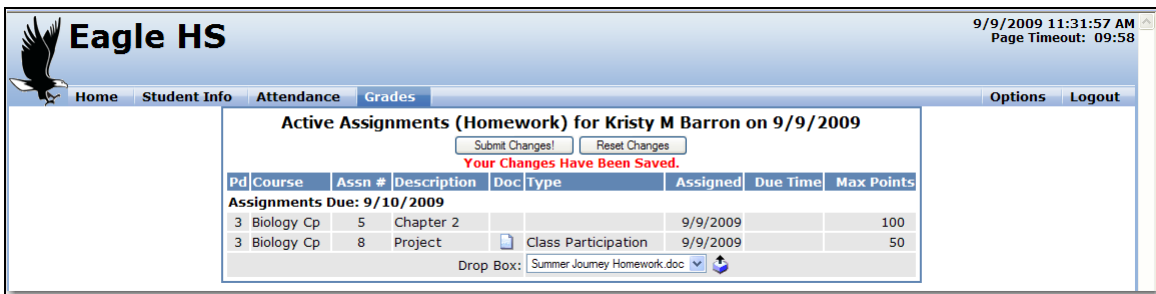 Eagle HS
9/9/2009 11:31:57 AM
Page Timeout: 09:58
Home Student Info Attendance Grades Options Logout
Active Assignments (Homework) for Kristy M Barron on 9/9/2009
Submit Changes! Reset Changes
Your Changes Have Been Saved.
Pd Course Assn # Description Doc Type Assigned Due Time Max Points
Assignments Due: 9/10/2009
3 Biology Cp 5 Chapter 2 9/9/2009 100
3 Biology Cp 8 Project Class Participation 9/9/2009 50
Drop Box: Summer Journey Homework.doc